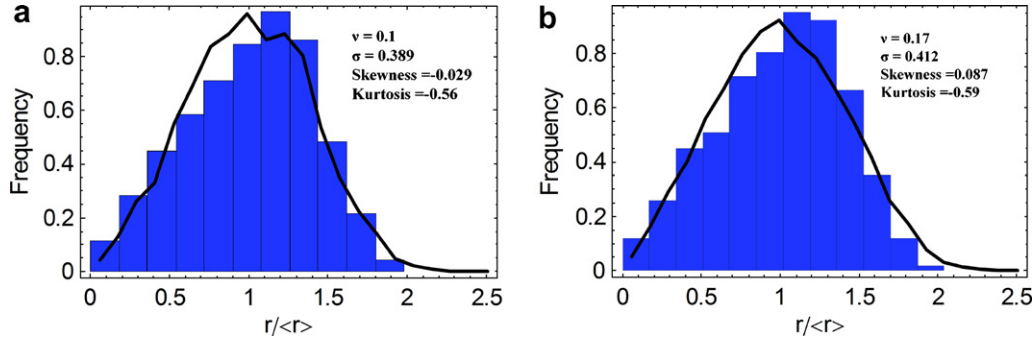 a
ν = 0.1
σ = 0.389
Skewness =-0.029
Kurtosis =-0.56
Frequency
0.8
0.6
0.4
0.2
0
0 0.5 1 1.5 2 2.5
r/<r>
b
ν = 0.17
σ = 0.412
Skewness =0.087
Kurtosis =-0.59
Frequency
0.8
0.6
0.4
0.2
0
0 0.5 1 1.5 2 2.5
r/<r>